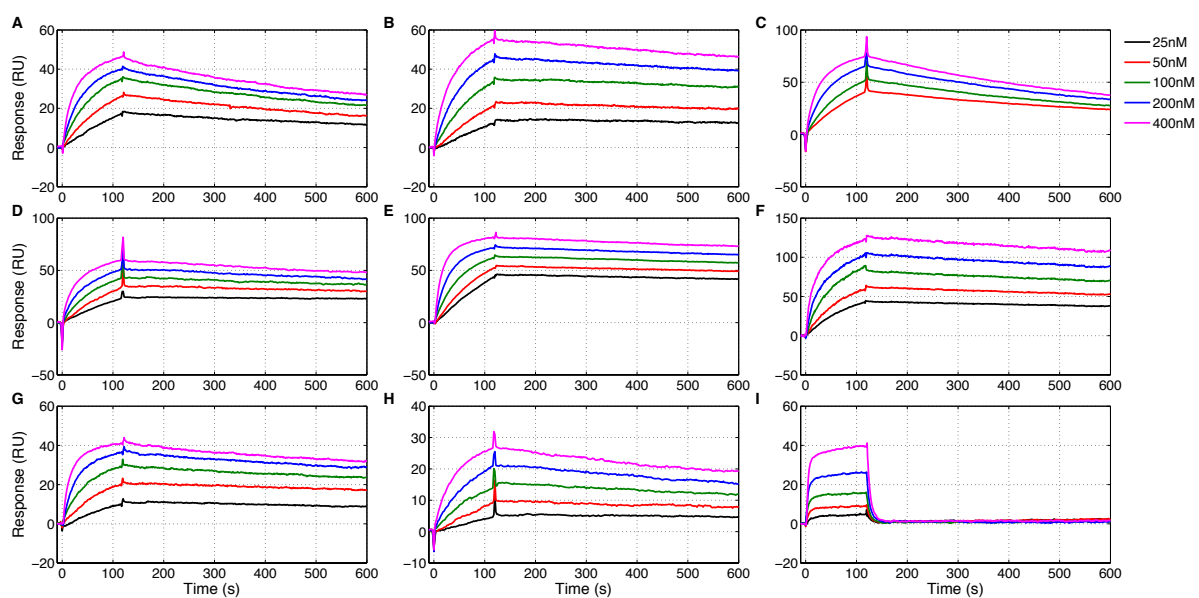 A B C
60 60 100 25nM
50nM
40 40 100nM
50 200nM
20 20 400nM
Response (RU)
0 0 0
−20 −20 −50
0 100 200 300 400 500 600 0 100 200 300 400 500 600 0 100 200 300 400 500 600
D E F
100 100 150
50 50 100
50
Response (RU)
0 0 0
−50 −50 −50
0 100 200 300 400 500 600 0 100 200 300 400 500 600 0 100 200 300 400 500 600
G H I
60 40 60
40 30 40
20 20 20
10
Response (RU)
0 0 0
−20 −10 −20
0 100 200 300 400 500 600 0 100 200 300 400 500 600 0 100 200 300 400 500 600
Time (s) Time (s) Time (s)